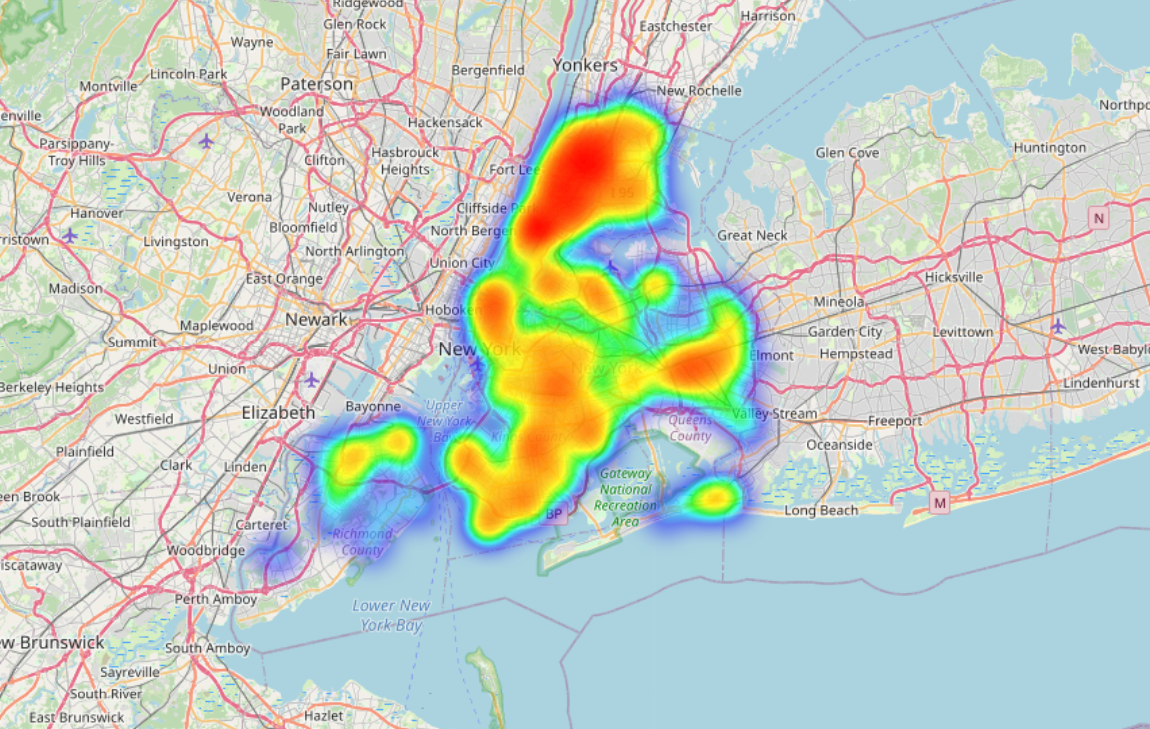 Ridgewood
Glen Rock
Eastchester
Harrison
Wayne
Fair Lawn
Yonkers
Lincoln Park
Bergenfield
Montville
Paterson
New Rochelle
enville
Woodland
Park
Hackensack
Northpo
Parsippany-
Troy Hills
Hasbrouck
Heights
Clifton
Fort Lee
Glen Cove
Huntington
I 95
Verona
Nutley
Cliffside Par
Hanover
Bloomfield
North Bergen
N
rristown
Livingston
North Arlington
Great Neck
Union City
East Orange
Hicksville
Madison
Hoboken
Mineola
Newark
Maplewood
Garden City
Levittown
Summit
New York
Elmont
Hempstead
West Babyl
Union
New York
Berkeley Heights
Lindenhurst
Bayonne
Elizabeth
Upper
New York
Bay
Valley Stream
Westfield
Queens
County
Freeport
Kings County
Oceanside
Plainfield
Clark
Linden
Gateway
National
Recreation
Area
een Brook
M
Long Beach
BP
South Plainfield
Carteret
Richmond
County
Woodbridge
iscataway
Perth Amboy
Lower New
York Bay
ew Brunswick
South Amboy
Sayreville
South River
East Brunswick
Hazlet